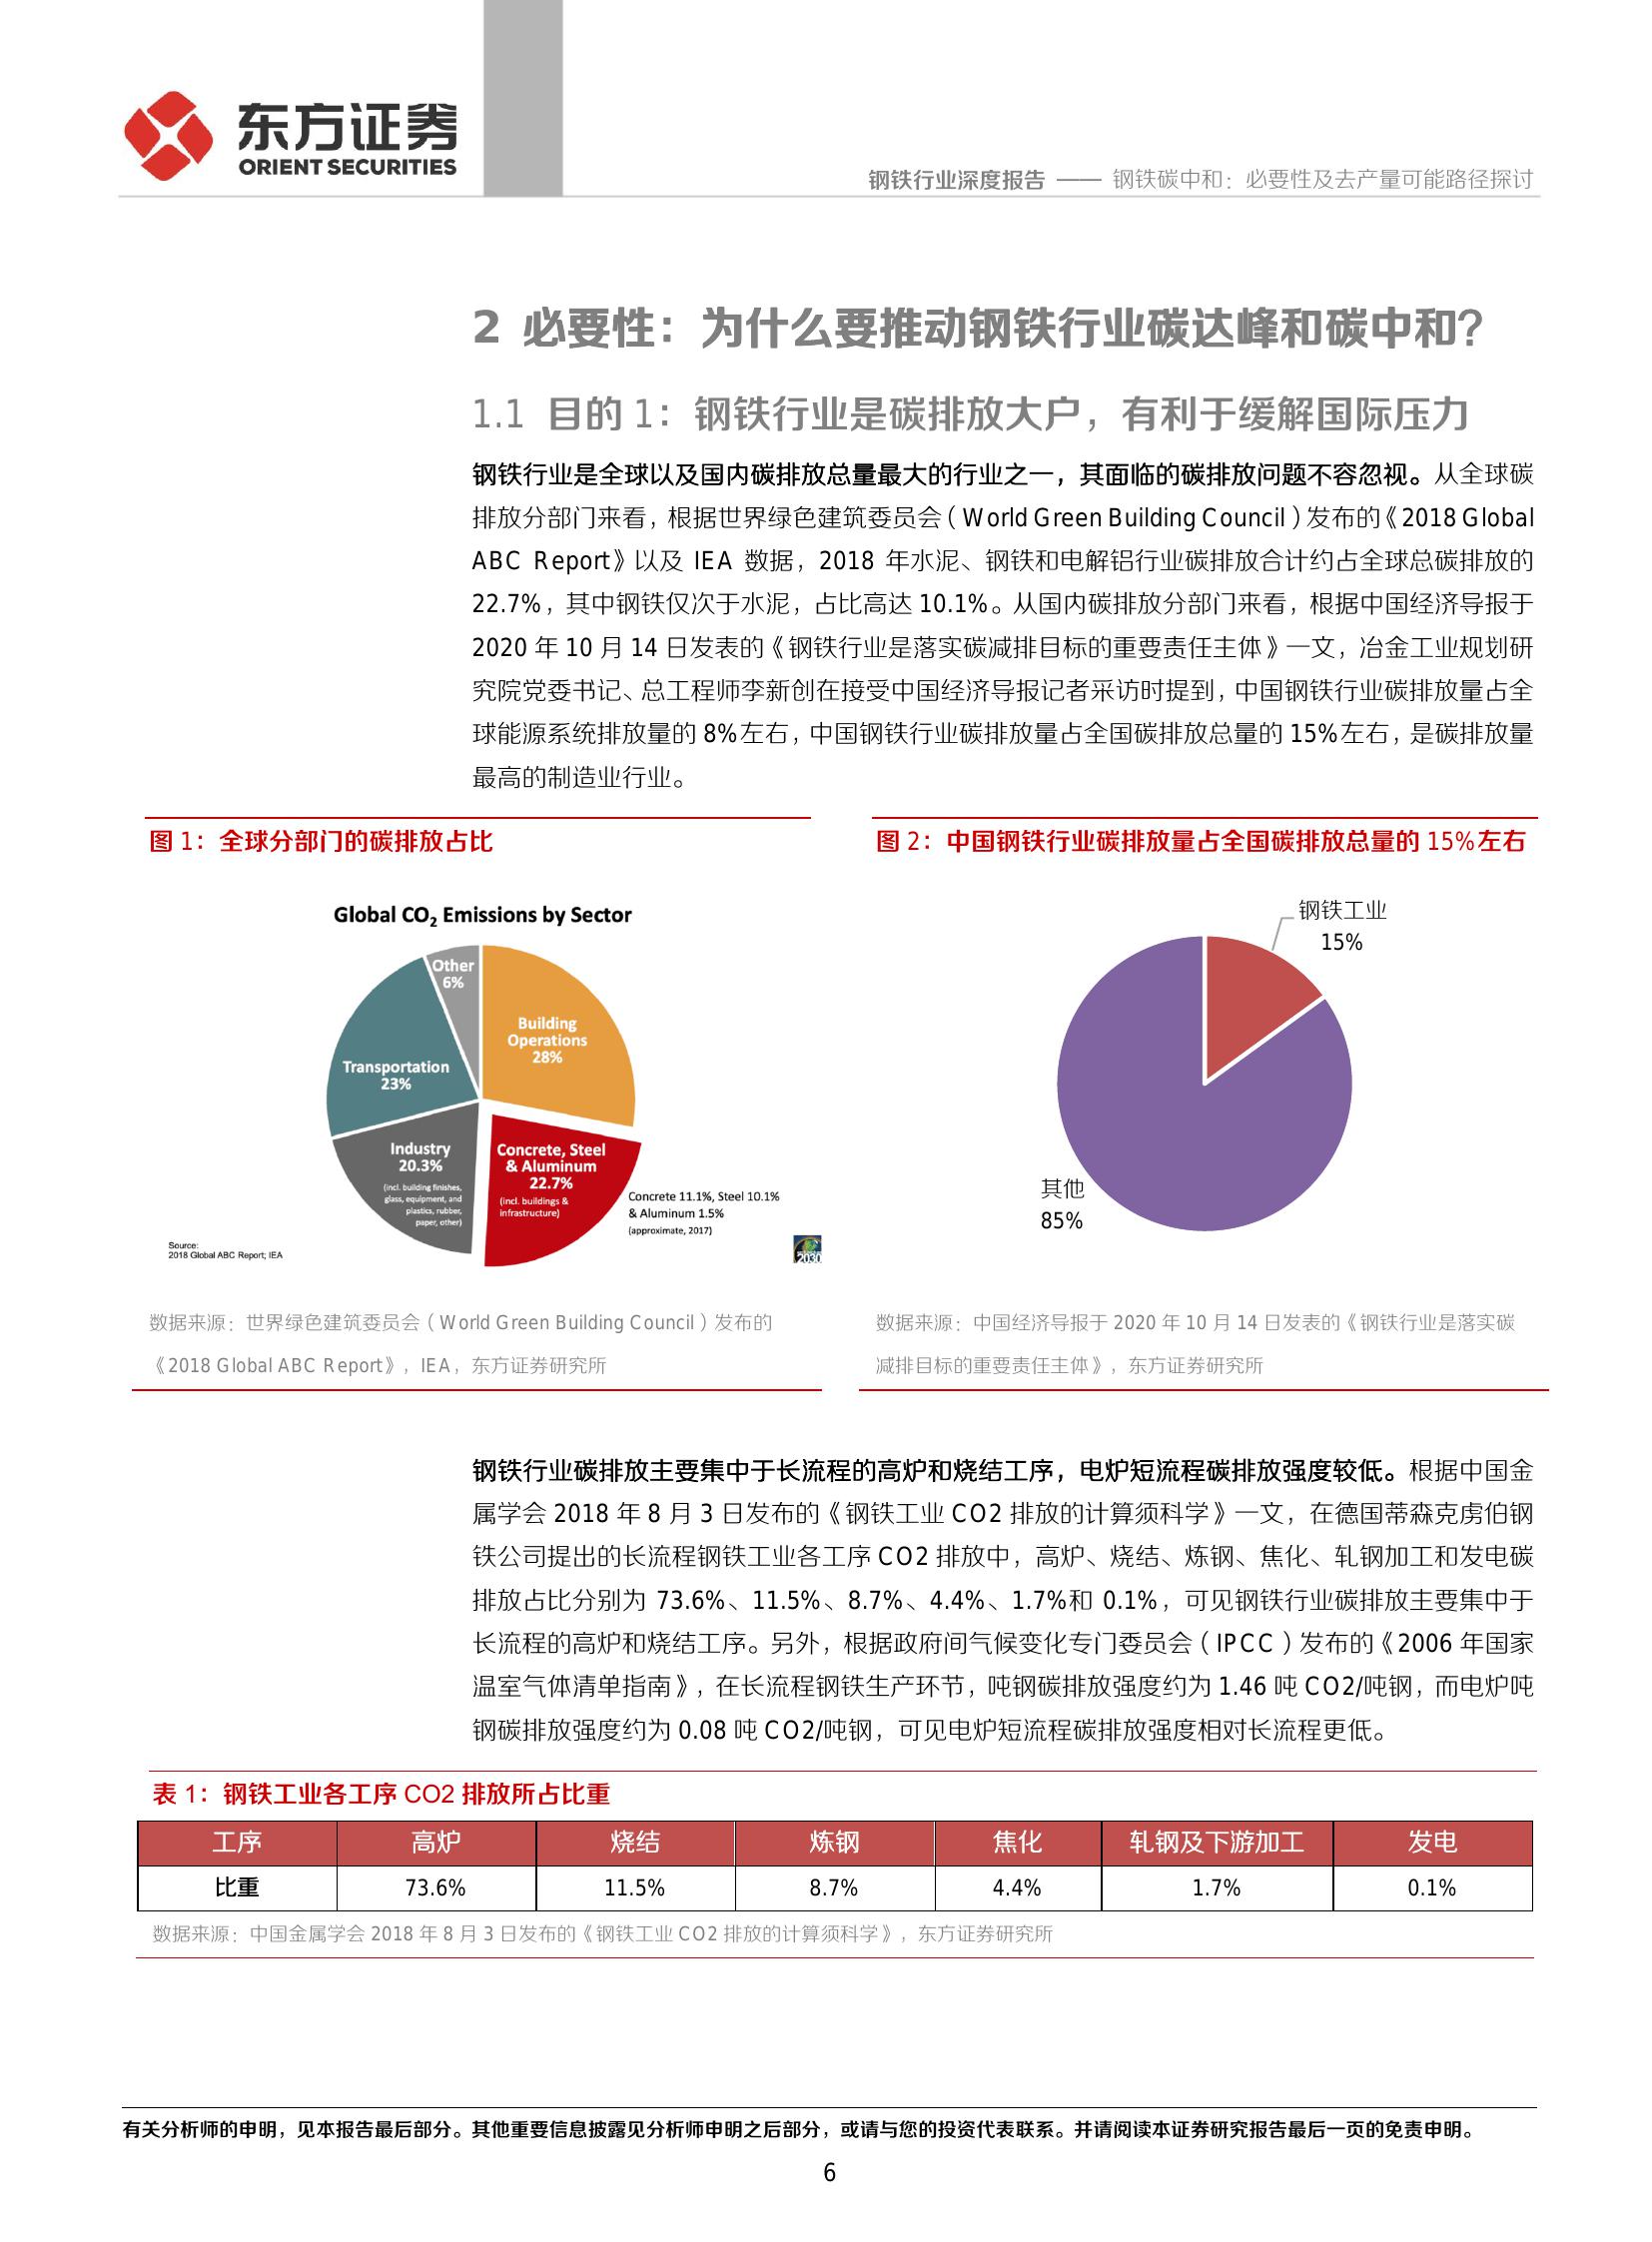 东方证券
ORIENT SECURITIES
钢铁行业深度报告 —— 钢铁碳中和：必要性及去产量可能路径探讨
2 必要性：为什么要推动钢铁行业碳达峰和碳中和？
1.1 目的 1：钢铁行业是碳排放大户，有利于缓解国际压力
钢铁行业是全球以及国内碳排放总量最大的行业之一，其面临的碳排放问题不容忽视。从全球碳
排放分部门来看，根据世界绿色建筑委员会（World Green Building Council）发布的《2018 Global
ABC Report》以及 IEA 数据，2018 年水泥、钢铁和电解铝行业碳排放合计约占全球总碳排放的
22.7%，其中钢铁仅次于水泥，占比高达 10.1%。从国内碳排放分部门来看，根据中国经济导报于
2020 年 10 月 14 日发表的《钢铁行业是落实碳减排目标的重要责任主体》一文，冶金工业规划研
究院党委书记、总工程师李新创在接受中国经济导报记者采访时提到，中国钢铁行业碳排放量占全
球能源系统排放量的 8%左右，中国钢铁行业碳排放量占全国碳排放总量的 15%左右，是碳排放量
最高的制造业行业。
图 1：全球分部门的碳排放占比
Global CO₂ Emissions by Sector
Other
6%
Building
Operations
28%
Transportation
23%
Industry
20.3%
(incl. building finishes,
glass, equipment, and
plastics, rubber,
paper, other)
Concrete, Steel
& Aluminum
22.7%
(incl. buildings &
infrastructure)
Concrete 11.1%, Steel 10.1%
& Aluminum 1.5%
(approximate, 2017)
Source:
2018 Global ABC Report; IEA
2030
数据来源：世界绿色建筑委员会（World Green Building Council）发布的
《2018 Global ABC Report》，IEA，东方证券研究所
图 2：中国钢铁行业碳排放量占全国碳排放总量的 15%左右
钢铁工业
15%
其他
85%
数据来源：中国经济导报于 2020 年 10 月 14 日发表的《钢铁行业是落实碳
减排目标的重要责任主体》，东方证券研究所
钢铁行业碳排放主要集中于长流程的高炉和烧结工序，电炉短流程碳排放强度较低。根据中国金
属学会 2018 年 8 月 3 日发布的《钢铁工业 CO2 排放的计算须科学》一文，在德国蒂森克虏伯钢
铁公司提出的长流程钢铁工业各工序 CO2 排放中，高炉、烧结、炼钢、焦化、轧钢加工和发电碳
排放占比分别为 73.6%、11.5%、8.7%、4.4%、1.7%和 0.1%，可见钢铁行业碳排放主要集中于
长流程的高炉和烧结工序。另外，根据政府间气候变化专门委员会（IPCC）发布的《2006 年国家
温室气体清单指南》，在长流程钢铁生产环节，吨钢碳排放强度约为 1.46 吨 CO2/吨钢，而电炉吨
钢碳排放强度约为 0.08 吨 CO2/吨钢，可见电炉短流程碳排放强度相对长流程更低。
表 1：钢铁工业各工序 CO2 排放所占比重
工序 高炉 烧结 炼钢 焦化 轧钢及下游加工 发电
比重 73.6% 11.5% 8.7% 4.4% 1.7% 0.1%
数据来源：中国金属学会 2018 年 8 月 3 日发布的《钢铁工业 CO2 排放的计算须科学》，东方证券研究所
有关分析师的申明，见本报告最后部分。其他重要信息披露见分析师申明之后部分，或请与您的投资代表联系。并请阅读本证券研究报告最后一页的免责申明。
6